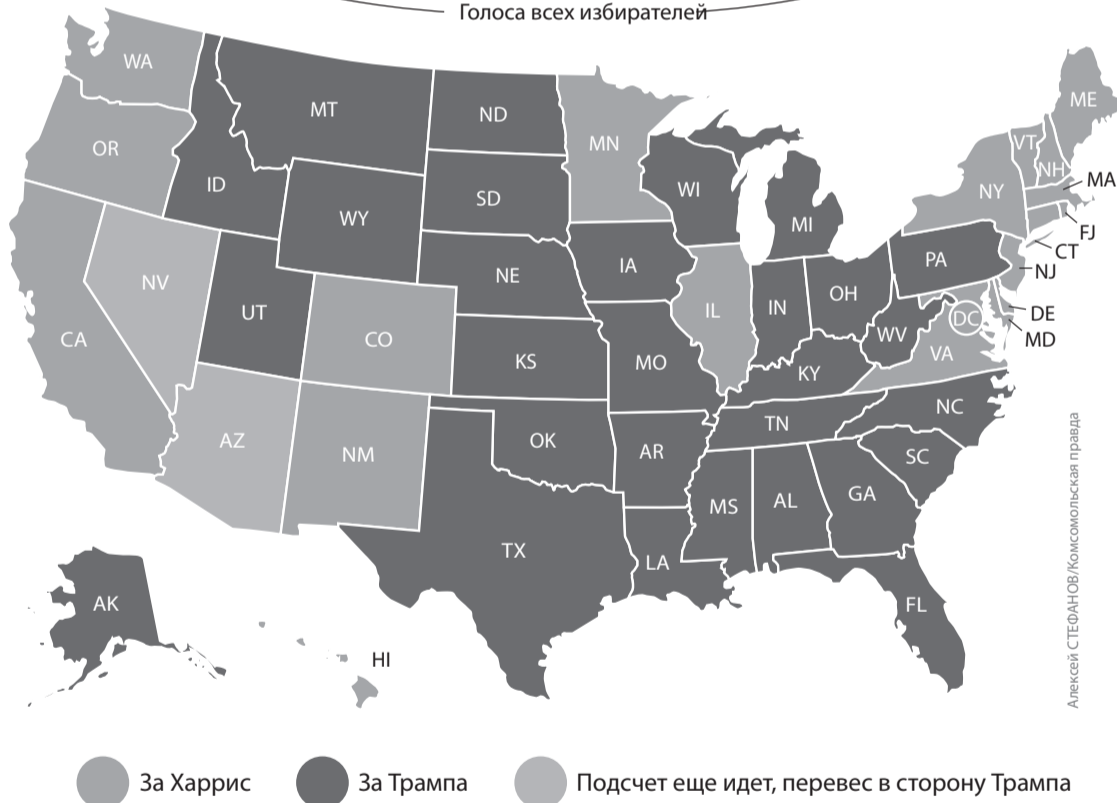 Голоса всех избирателей
WA
MT
ND
MN
ME
OR
VT
NH
ID
SD
WI
NY
MA
WY
MI
FJ
CT
NV
NE
IA
PA
NJ
UT
CO
IL
IN
OH
DE
DC
MD
CA
KS
MO
WV
VA
KY
AZ
NM
OK
AR
TN
NC
SC
MS
AL
GA
TX
LA
AK
FL
HI
Алексей СТЕФАНОВ/Комсомольская правда
За Харрис
За Трампа
Подсчет еще идет, перевес в сторону Трампа